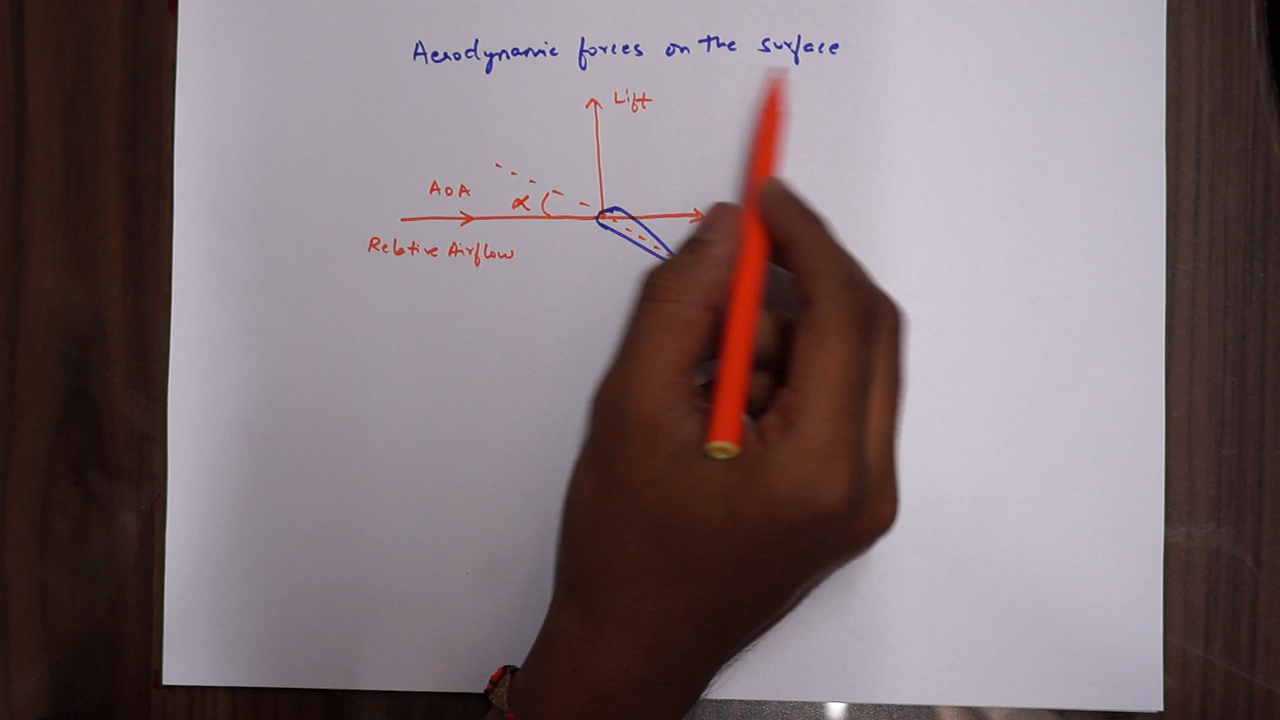 Aerodynamic forces on the surface
Lift
AOA
α
Relative Airflow